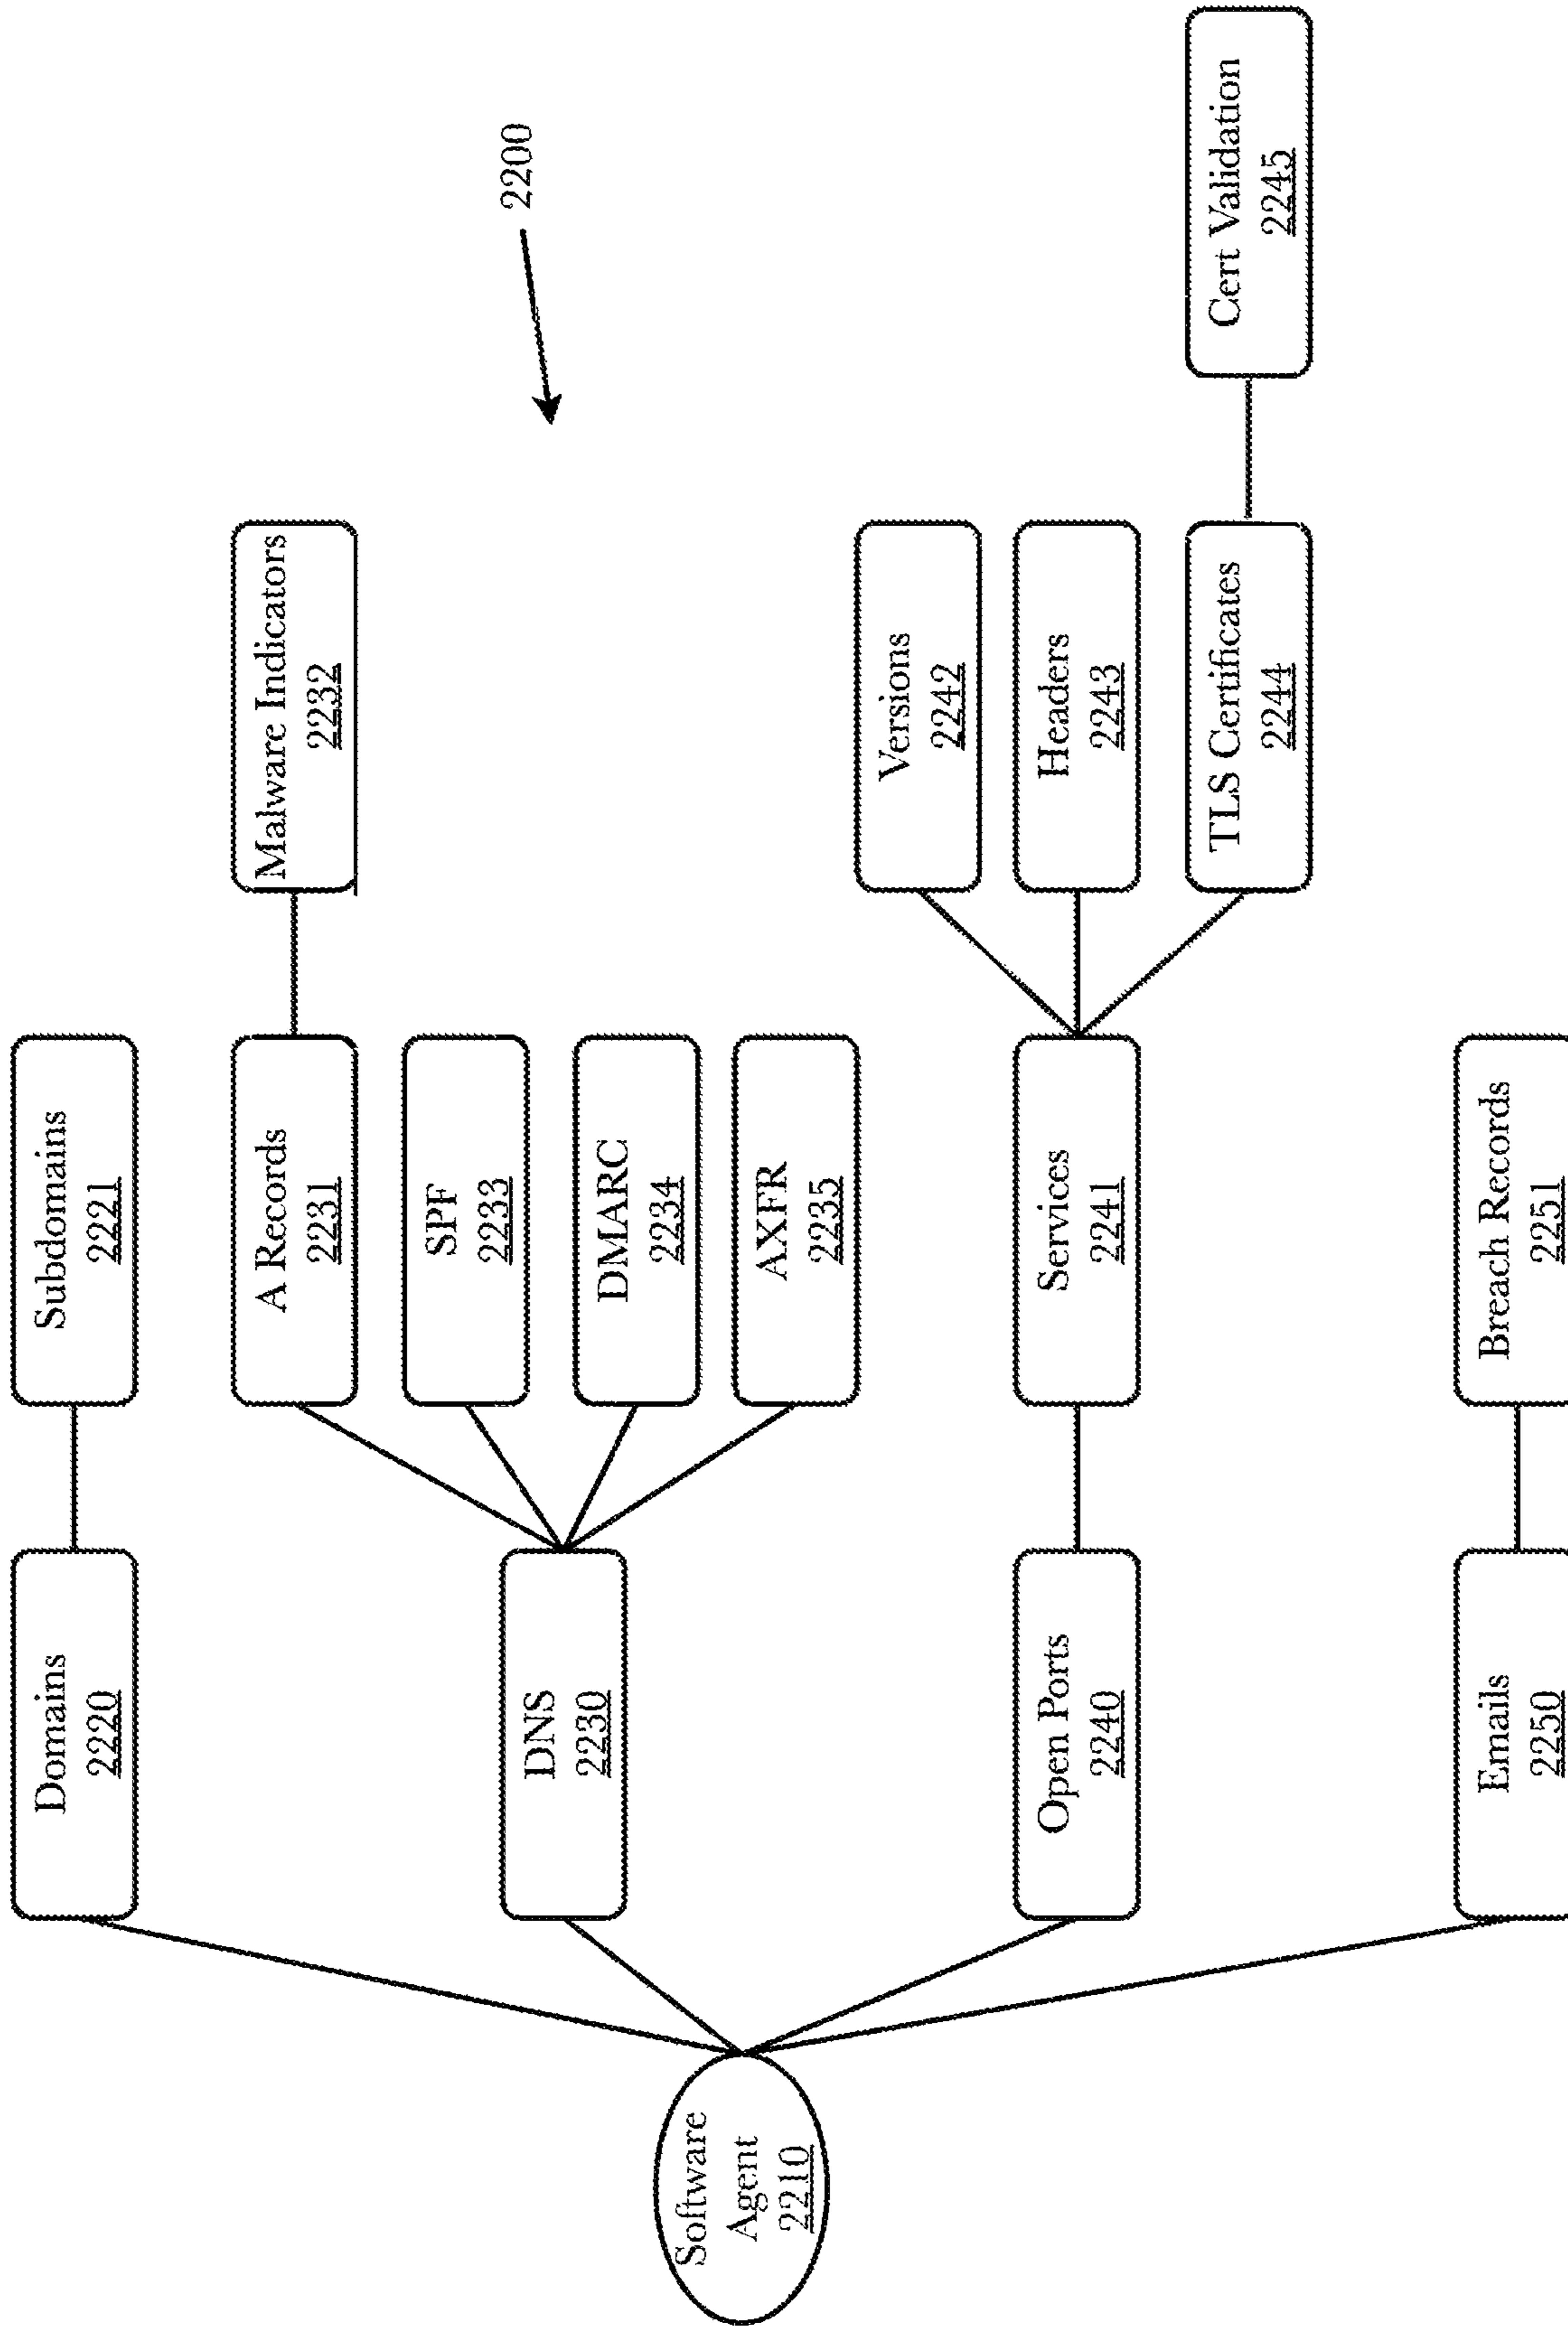 Domains
2220
Subdomains
2221
A Records
2231
Malware Indicators
2232
2200
SPF
2233
DNS
2230
DMARC
2234
AXFR
2235
Software
Agent
2210
Versions
2242
Open Ports
2240
Services
2241
Headers
2243
TLS Certificates
2244
Cert Validation
2245
Emails
2250
Breach Records
2251